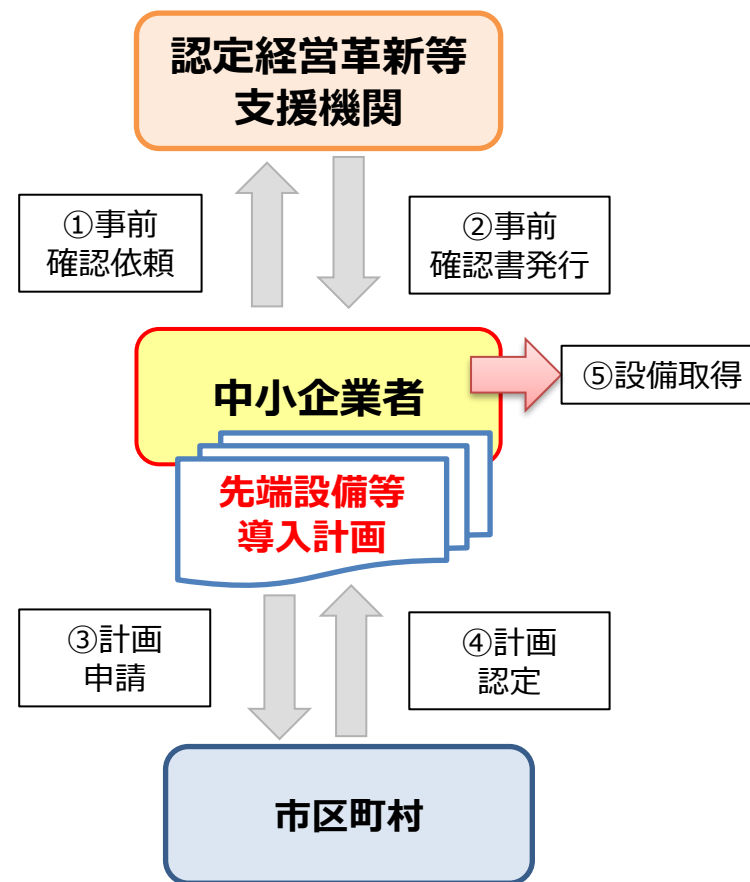 認定経営革新等
支援機関
①事前
確認依頼
②事前
確認書発行
中小企業者
⑤設備取得
先端設備等
導入計画
③計画
申請
④計画
認定
市区町村